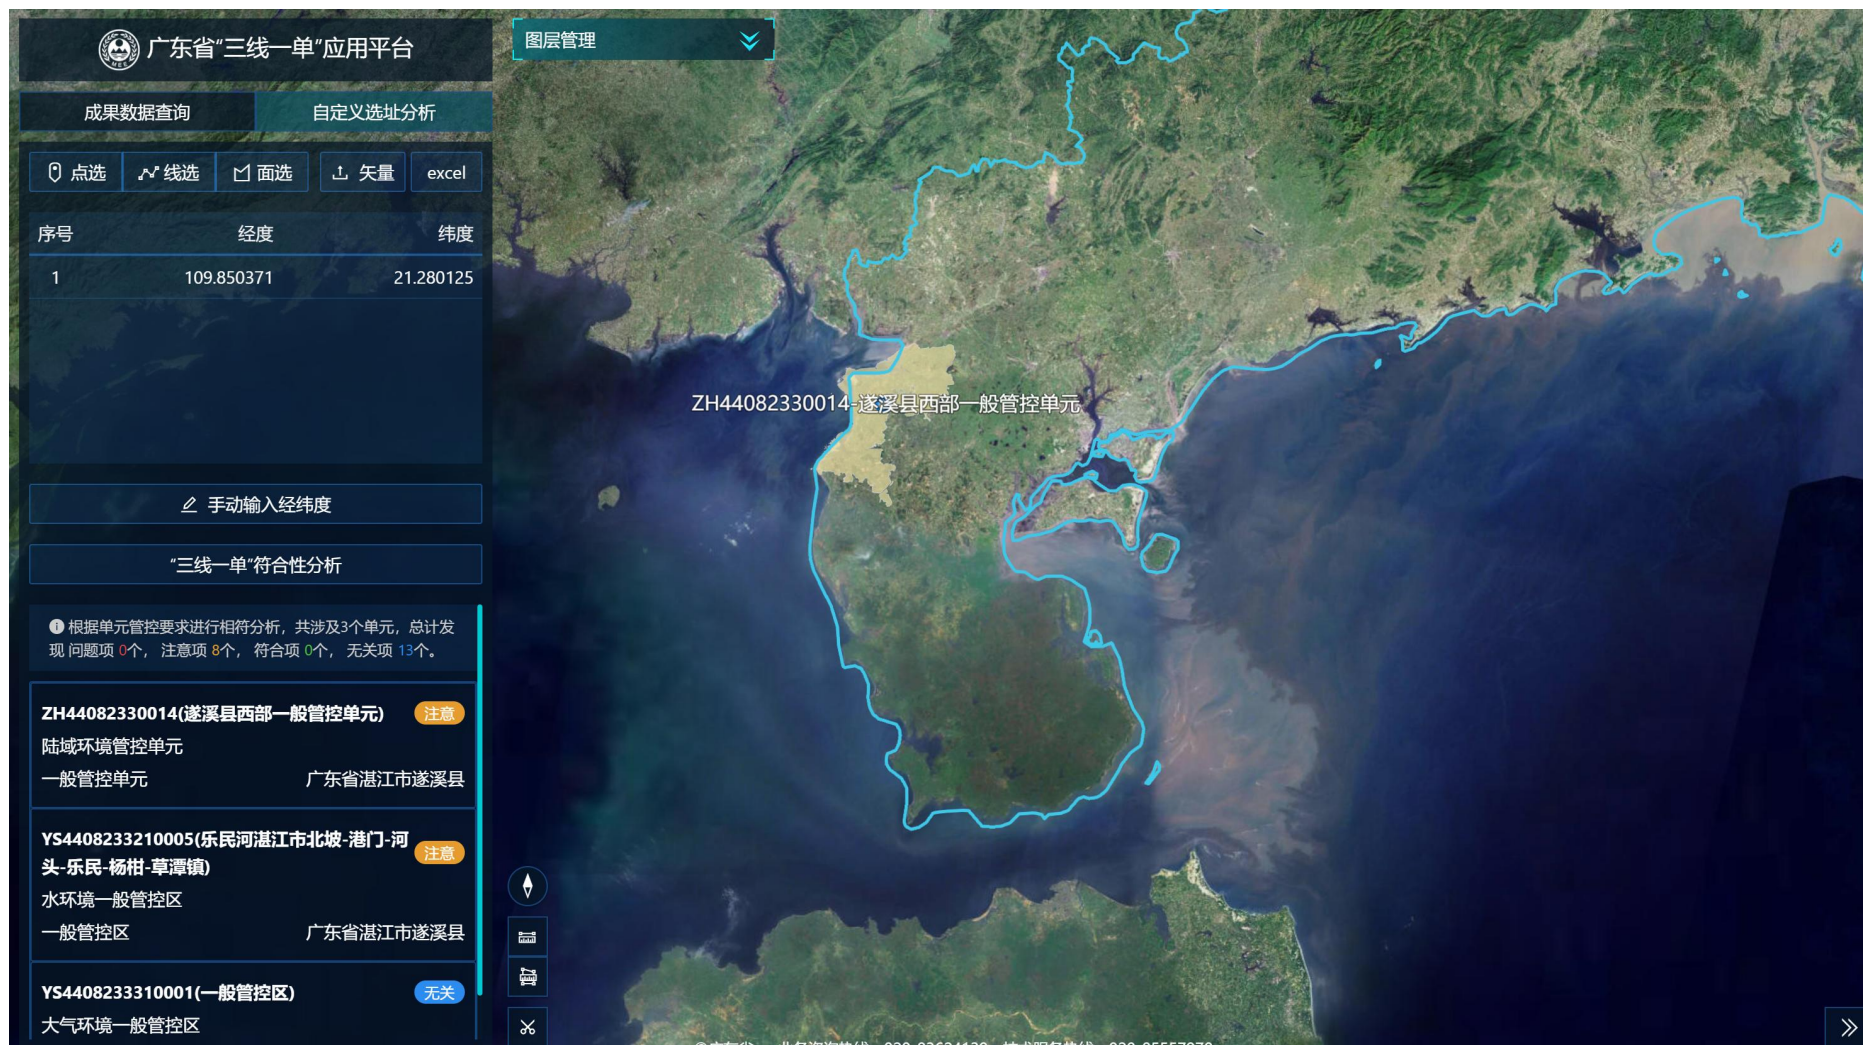 广东省“三线一单”应用平台
成果数据查询 自定义选址分析
点选 线选 面选 矢量 excel
序号 经度 纬度
1 109.850371 21.280125
手动输入经纬度
“三线一单”符合性分析
根据单元管控要求进行相符分析，共涉及3个单元，总计发
现 问题项 0个， 注意项 8个， 符合项 0个， 无关项 13个。
ZH44082330014(遂溪县西部一般管控单元) 注意
陆域环境管控单元
一般管控单元 广东省湛江市遂溪县
YS4408233210005(乐民河湛江市北坡-港门-河
头-乐民-杨柑-草潭镇) 注意
水环境一般管控区
一般管控区 广东省湛江市遂溪县
YS4408233310001(一般管控区) 无关
大气环境一般管控区
图层管理
ZH44082330014-遂溪县西部一般管控单元